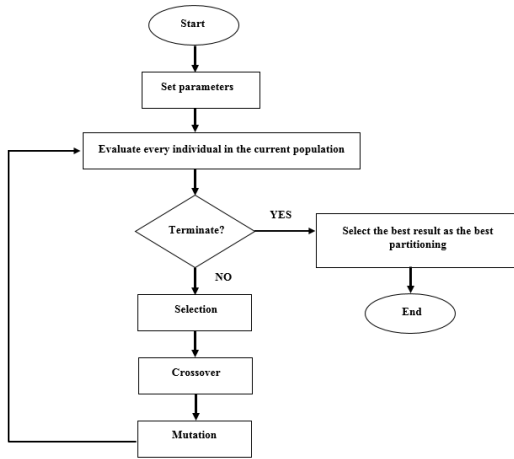 Start
Set parameters
Evaluate every individual in the current population
Terminate?
YES
Select the best result as the best
partitioning
NO
End
Selection
Crossover
Mutation